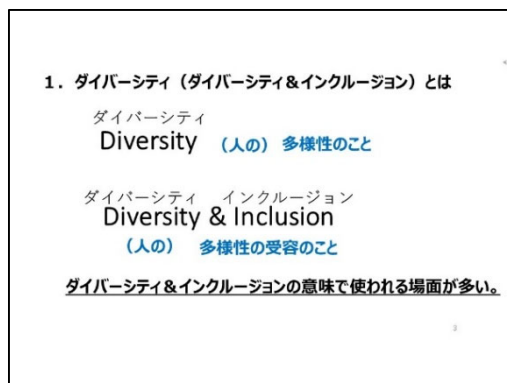 1．ダイバーシティ（ダイバーシティ＆インクルージョン）とは
ダイバーシティ
Diversity （人の）多様性のこと
ダイバーシティ インクルージョン
Diversity & Inclusion
（人の） 多様性の受容のこと
ダイバーシティ＆インクルージョンの意味で使われる場面が多い。
3